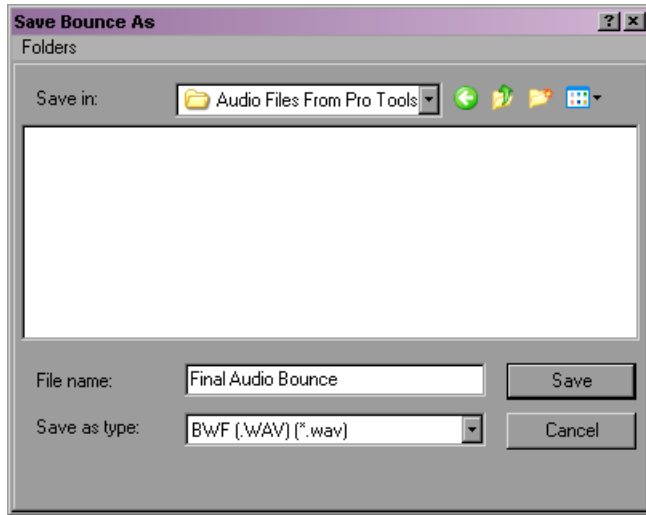 Save Bounce As
Folders
Save in:
Audio Files From Pro Tools
File name:
Final Audio Bounce
Save
Save as type:
BWF (.WAV) (*.wav)
Cancel